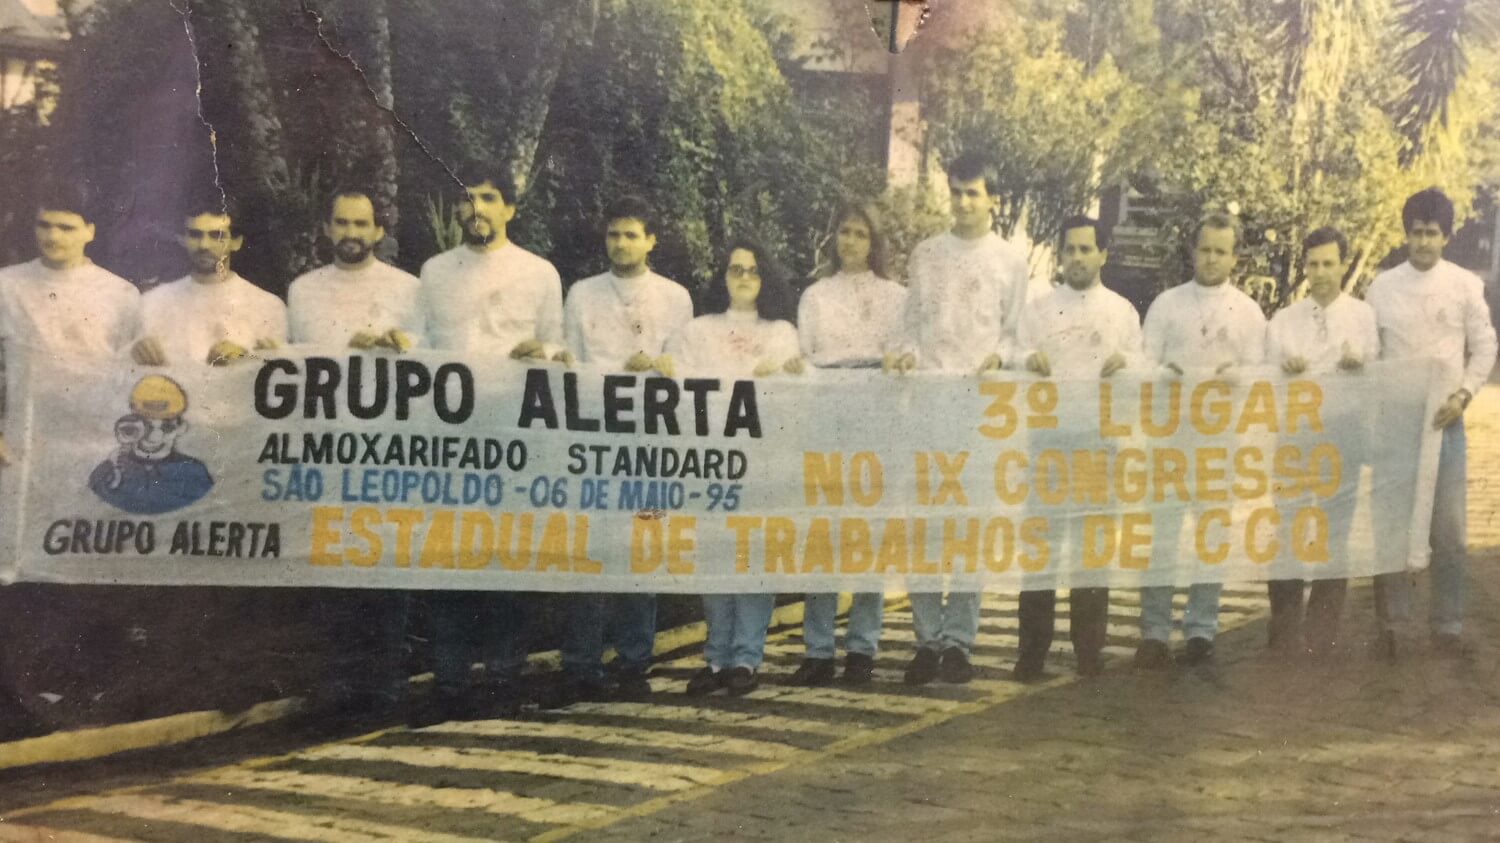 GRUPO ALERTA
ALMOXARIFADO STANDARD
SÃO LEOPOLDO - 06 DE MAIO - 95
GRUPO ALERTA
3º LUGAR
NO IX CONGRESSO
ESTADUAL DE TRABALHOS DE CCQ